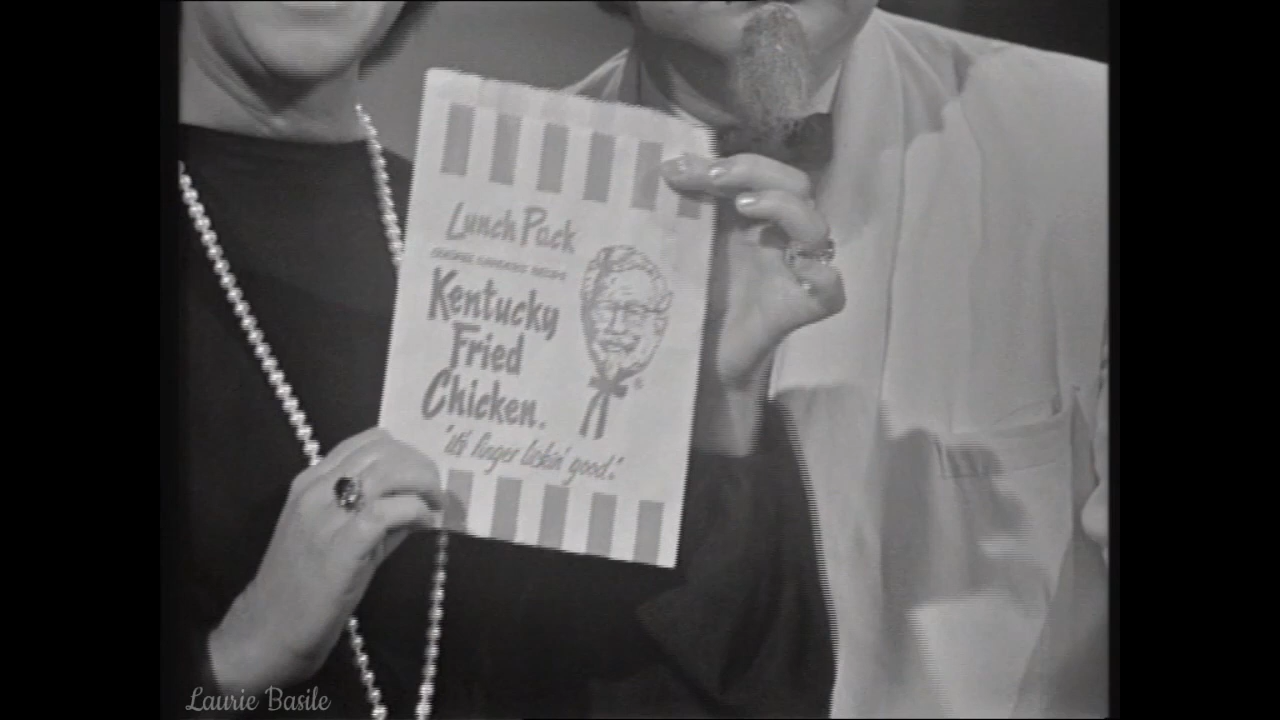 Lunch Pack
Kentucky
Fried
Chicken.
®
"it's finger lickin' good."
Laurie Basile